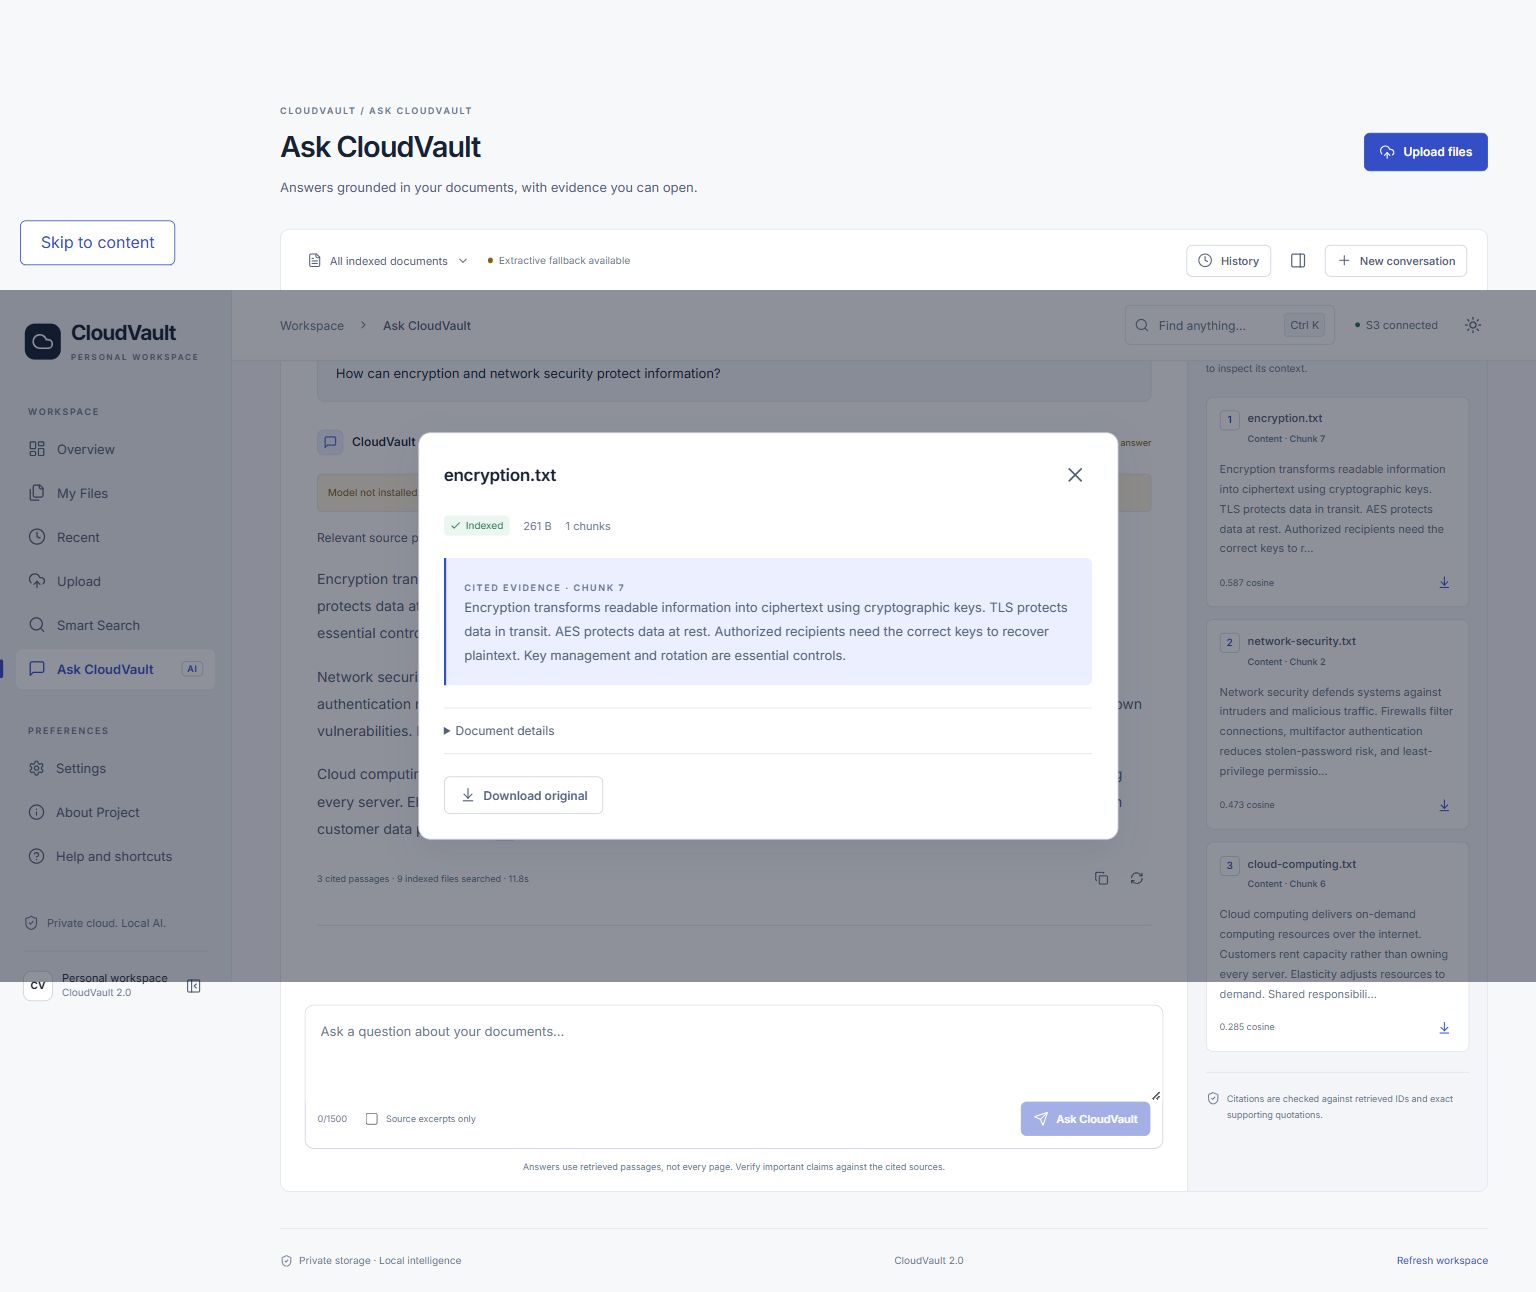 CLOUDVAULT / ASK CLOUDVAULT
Ask CloudVault
Upload files
Answers grounded in your documents, with evidence you can open.
Skip to content
All indexed documents
Extractive fallback available
History
New conversation
CloudVault
PERSONAL WORKSPACE
Workspace
Ask CloudVault
Find anything...
Ctrl K
S3 connected
WORKSPACE
Overview
My Files
Recent
Upload
Smart Search
Ask CloudVault
AI
PREFERENCES
Settings
About Project
Help and shortcuts
Private cloud. Local AI.
CV
Personal workspace
CloudVault 2.0
How can encryption and network security protect information?
CloudVault
answer
Model not installed
Relevant source p
Encryption tran
protects data at
essential contro
Network securi
authentication
own
vulnerabilities.
Cloud computin
g
every server. El
customer data
3 cited passages · 9 indexed files searched · 11.8s
encryption.txt
Indexed
261 B
1 chunks
CITED EVIDENCE · CHUNK 7
Encryption transforms readable information into ciphertext using cryptographic keys. TLS protects
data in transit. AES protects data at rest. Authorized recipients need the correct keys to recover
plaintext. Key management and rotation are essential controls.
Document details
Download original
to inspect its context.
1
encryption.txt
Content · Chunk 7
Encryption transforms readable information
into ciphertext using cryptographic keys.
TLS protects data in transit. AES protects
data at rest. Authorized recipients need the
correct keys to r...
0.587 cosine
2
network-security.txt
Content · Chunk 2
Network security defends systems against
intruders and malicious traffic. Firewalls filter
connections, multifactor authentication
reduces stolen-password risk, and least-
privilege permissio...
0.473 cosine
3
cloud-computing.txt
Content · Chunk 6
Cloud computing delivers on-demand
computing resources over the internet.
Customers rent capacity rather than owning
every server. Elasticity adjusts resources to
demand. Shared responsibili...
0.285 cosine
Citations are checked against retrieved IDs and exact
supporting quotations.
Ask a question about your documents...
0/1500
Source excerpts only
Ask CloudVault
Answers use retrieved passages, not every page. Verify important claims against the cited sources.
Private storage · Local intelligence
CloudVault 2.0
Refresh workspace